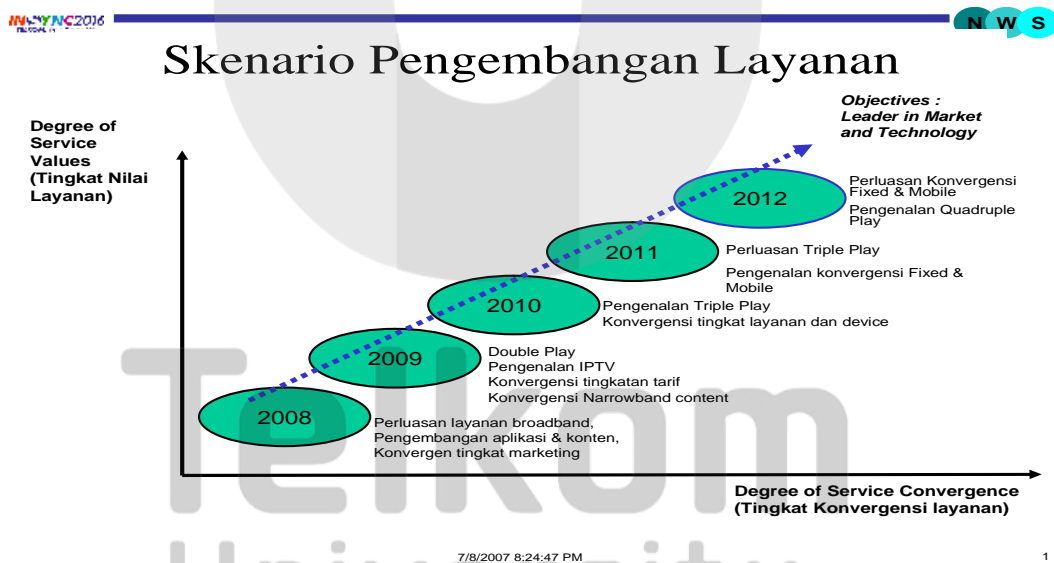 INSYNC2016
N W S
Skenario Pengembangan Layanan
Objectives :
Leader in Market
and Technology
Degree of
Service
Values
(Tingkat Nilai
Layanan)
2012
Perluasan Konvergensi
Fixed & Mobile
Pengenalan Quadruple
Play
2011
Perluasan Triple Play
Pengenalan konvergensi Fixed &
Mobile
2010
Pengenalan Triple Play
Konvergensi tingkat layanan dan device
2009
Double Play
Pengenalan IPTV
Konvergensi tingkatan tarif
Konvergensi Narrowband content
2008
Perluasan layanan broadband,
Pengembangan aplikasi & konten,
Konvergen tingkat marketing
Degree of Service Convergence
(Tingkat Konvergensi layanan)
Telkom
University
7/8/2007 8:24:47 PM
1